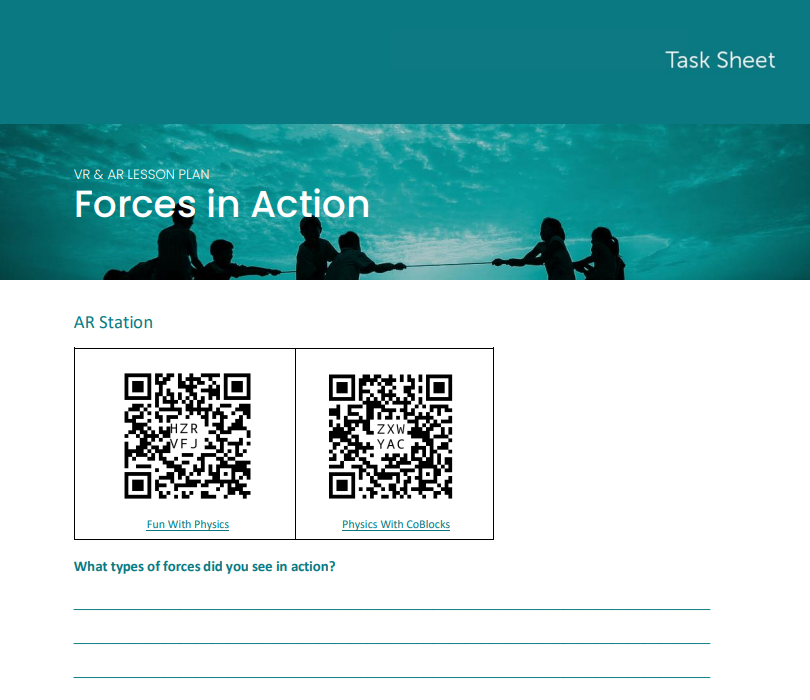 Task Sheet
VR & AR LESSON PLAN
Forces in Action
AR Station
HZR
VFJ
ZXW
YAC
Fun With Physics
Physics With CoBlocks
What types of forces did you see in action?